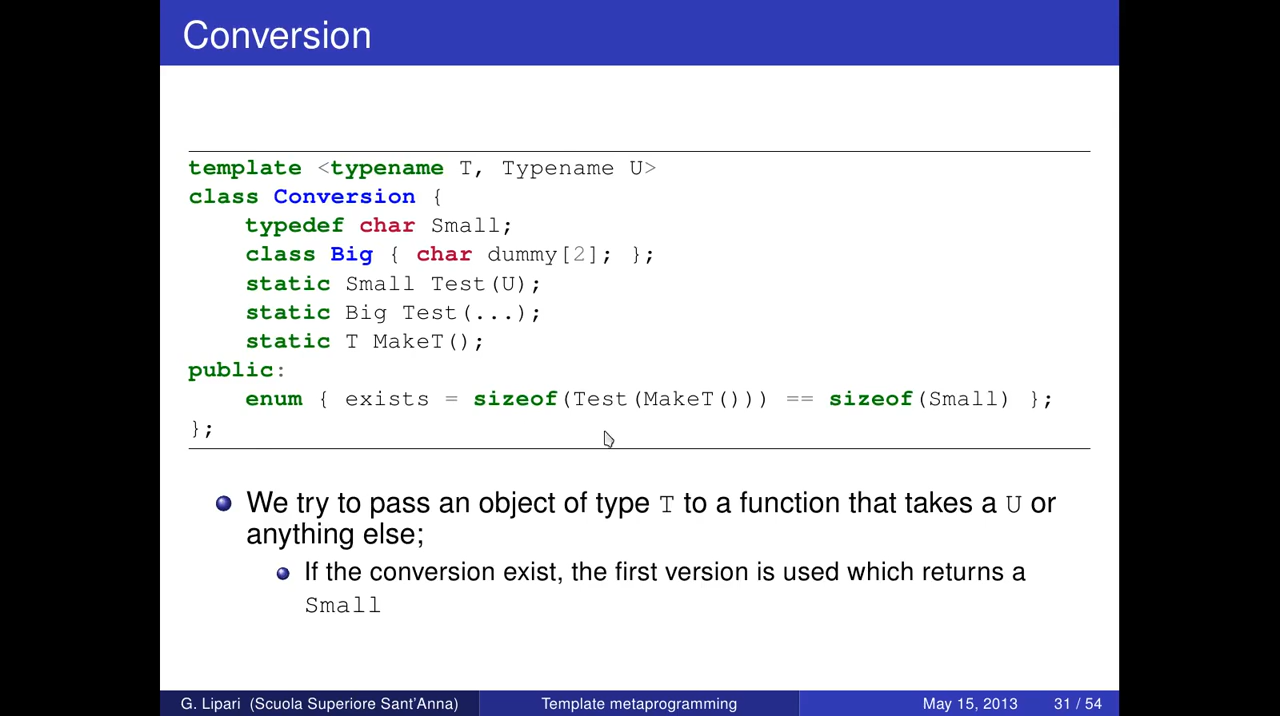 Conversion
template <typename T, Typename U>
class Conversion {
    typedef char Small;
    class Big { char dummy[2]; };
    static Small Test(U);
    static Big Test(...);
    static T MakeT();
public:
    enum { exists = sizeof(Test(MakeT())) == sizeof(Small) };
};
We try to pass an object of type T to a function that takes a U or
anything else;
If the conversion exist, the first version is used which returns a
Small
G. Lipari (Scuola Superiore Sant'Anna) Template metaprogramming May 15, 2013 31 / 54